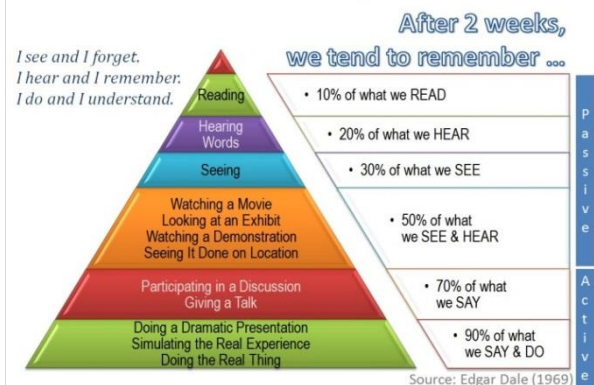 After 2 weeks,
we tend to remember ...
I see and I forget.
I hear and I remember.
I do and I understand.
Reading
• 10% of what we READ
Hearing
Words
• 20% of what we HEAR
Seeing
• 30% of what we SEE
Watching a Movie
Looking at an Exhibit
Watching a Demonstration
Seeing It Done on Location
• 50% of what
we SEE & HEAR
Passive
Participating in a Discussion
Giving a Talk
• 70% of what
we SAY
Doing a Dramatic Presentation
Simulating the Real Experience
Doing the Real Thing
• 90% of what
we SAY & DO
Active
Source: Edgar Dale (1969)